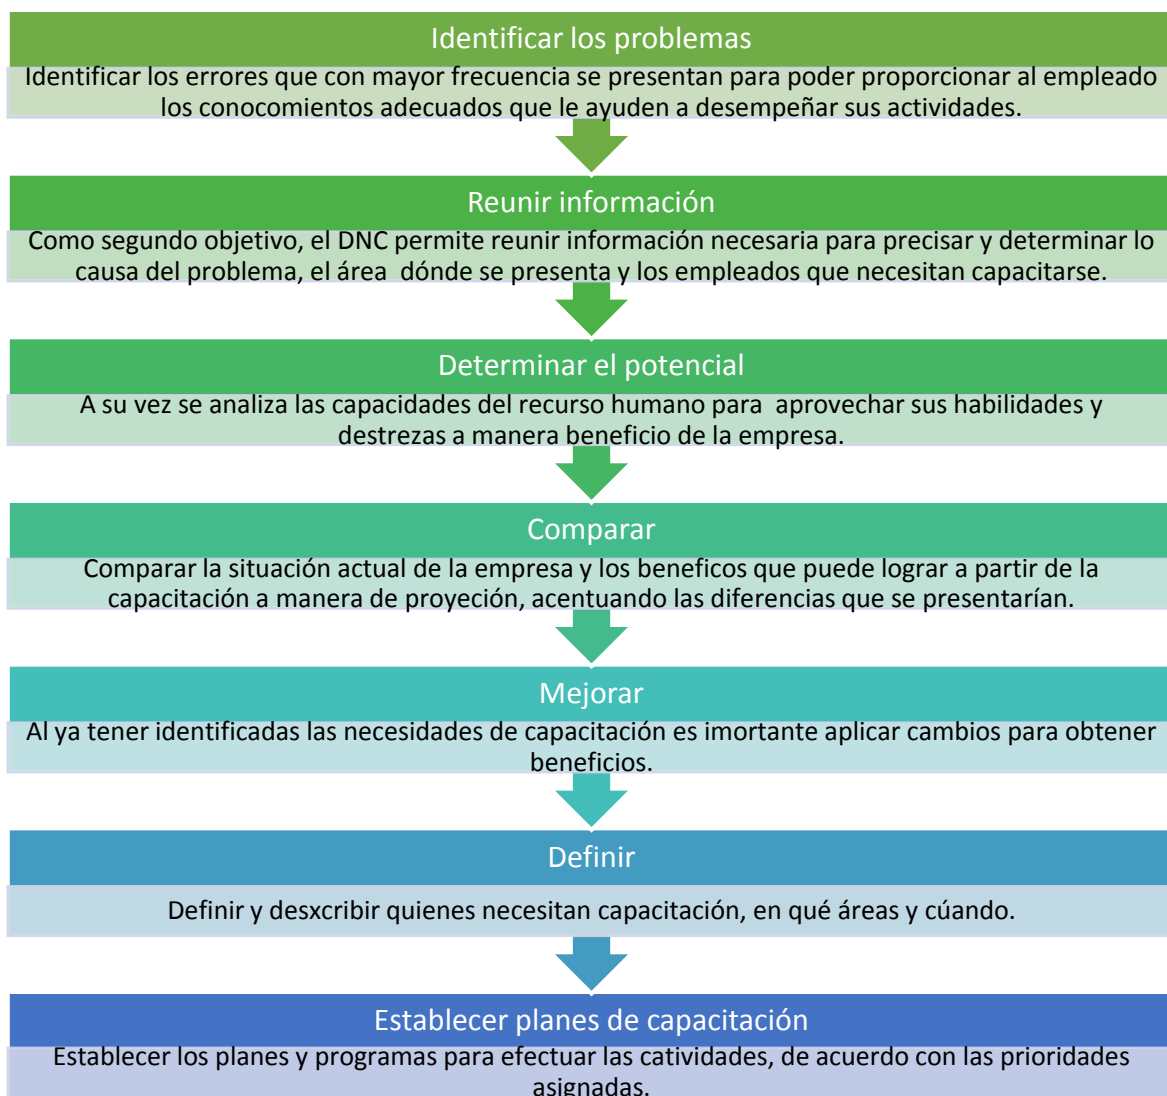 Identificar los problemas
Identificar los errores que con mayor frecuencia se presentan para poder proporcionar al empleado
los conocomientos adecuados que le ayuden a desempeñar sus actividades.
Reunir información
Como segundo objetivo, el DNC permite reunir información necesaria para precisar y determinar lo
causa del problema, el área dónde se presenta y los empleados que necesitan capacitarse.
Determinar el potencial
A su vez se analiza las capacidades del recurso humano para aprovechar sus habilidades y
destrezas a manera beneficio de la empresa.
Comparar
Comparar la situación actual de la empresa y los beneficos que puede lograr a partir de la
capacitación a manera de proyeción, acentuando las diferencias que se presentarían.
Mejorar
Al ya tener identificadas las necesidades de capacitación es imortante aplicar cambios para obtener
beneficios.
Definir
Definir y desxcribir quienes necesitan capacitación, en qué áreas y cúando.
Establecer planes de capacitación
Establecer los planes y programas para efectuar las catividades, de acuerdo con las prioridades
asignadas.